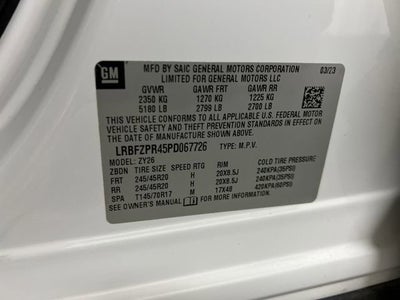 GM
MFD BY SAIC GENERAL MOTORS CORPORATION 03/23
LIMITED FOR GENERAL MOTORS LLC
GVWR GAWR FRT GAWR RR
2350 KG 1270 KG 1225 KG
5180 LB 2799 LB 2700 LB
THIS VEHICLE CONFORMS TO ALL APPLICABLE U.S. FEDERAL MOTOR
VEHICLE SAFETY AND THEFT PREVENTION STANDARDS IN EFFECT ON THE
DATE OF MANUFACTURE SHOWN ABOVE.
LRBFZPR45PD067726 TYPE: M.P.V.
MODEL: ZY26
ZBDN TIRE SIZE SPEED RTG RIM COLD TIRE PRESSURE
FRT 245/45R20 H 20X8.5J 240KPA(35PSI)
RR 245/45R20 H 20X8.5J 240KPA(35PSI)
SPA T145/70R17 M 17X4B 420KPA(60PSI)
SEE OWNER'S MANUAL FOR MORE INFORMATION.